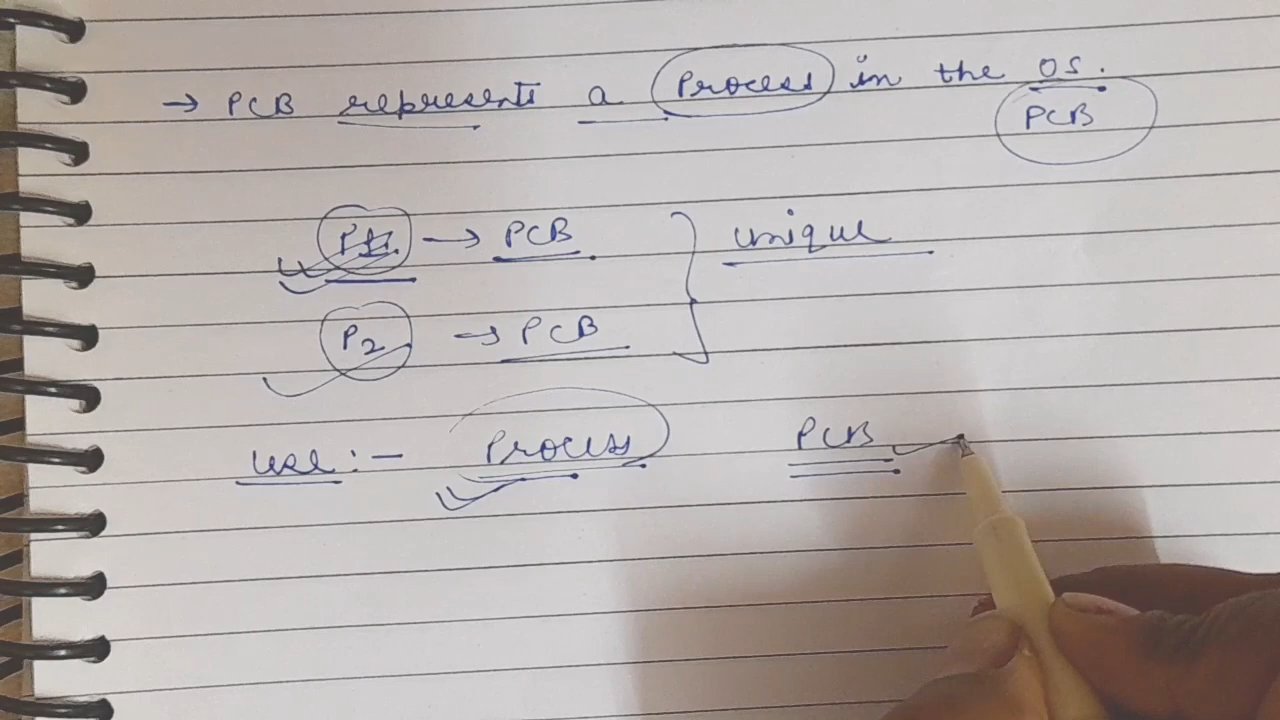 → PCB represents a Process in the OS.
PCB
P1 → PCB
unique
P2 → PCB
use :- Process PCB